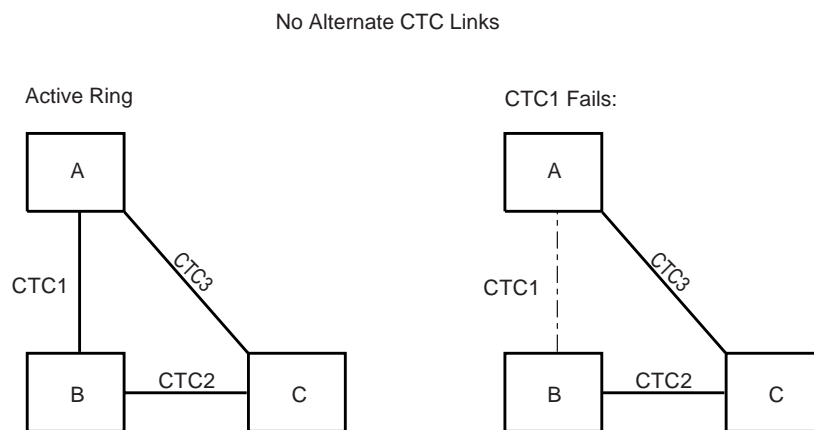 No Alternate CTC Links
Active Ring
A
CTC1
CTC3
B
CTC2
C
CTC1 Fails:
A
CTC1
CTC3
B
CTC2
C